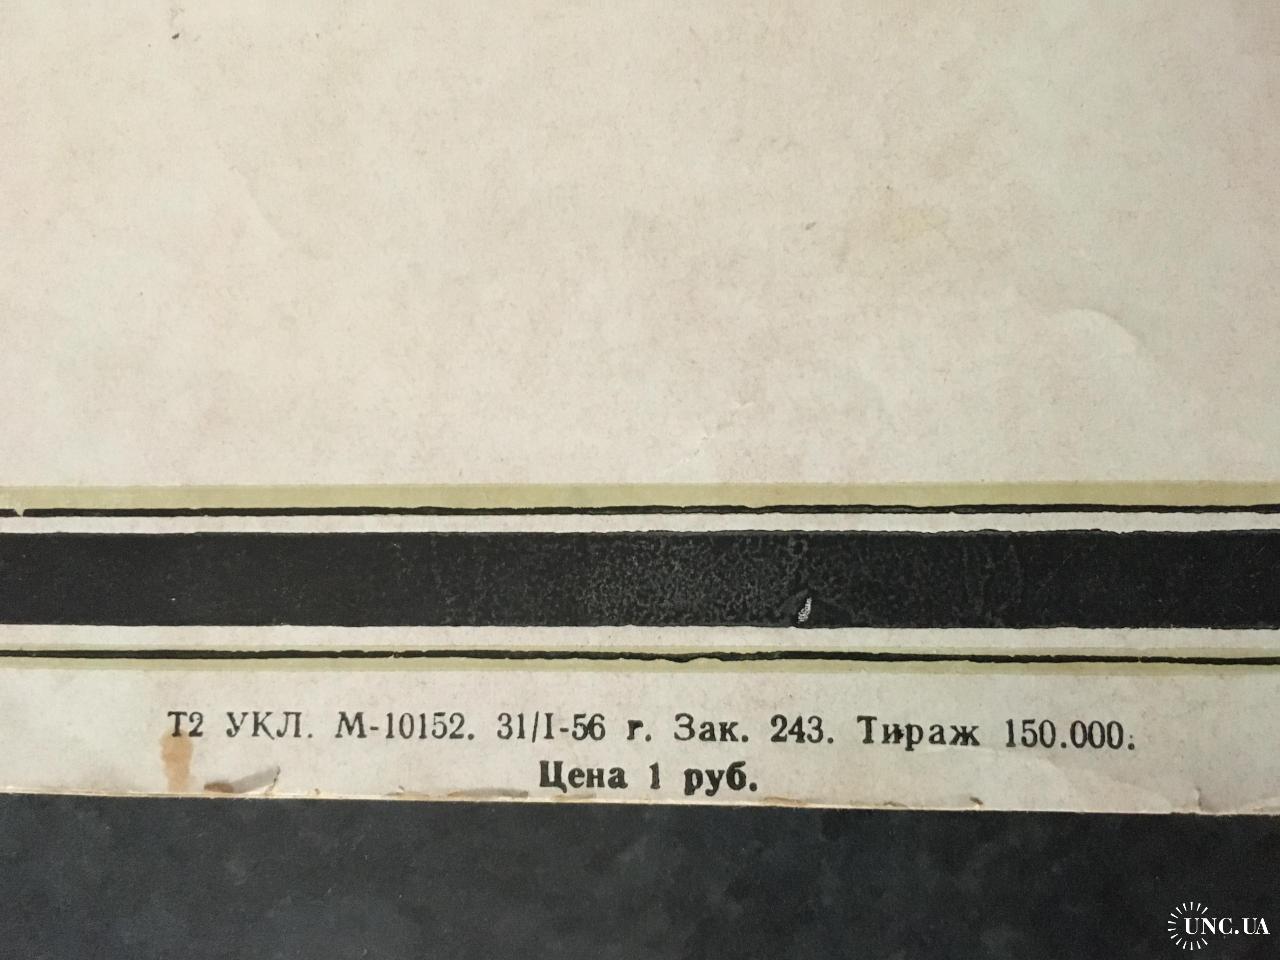 Т2 УКЛ. М-10152. 31/I-56 г. Зак. 243. Тираж 150.000.
Цена 1 руб.
UNC.UA